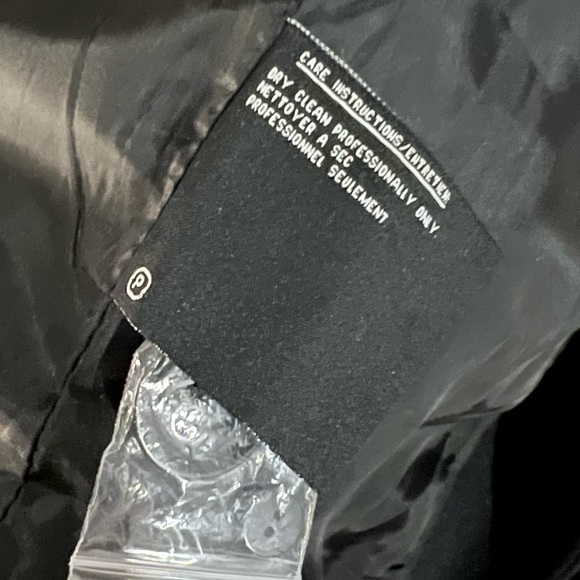 CARE INSTRUCTIONS/ENTRETIEN
DRY CLEAN PROFESSIONALLY ONLY.
NETTOYER A SEC
PROFESSIONNEL SEULEMENT
P